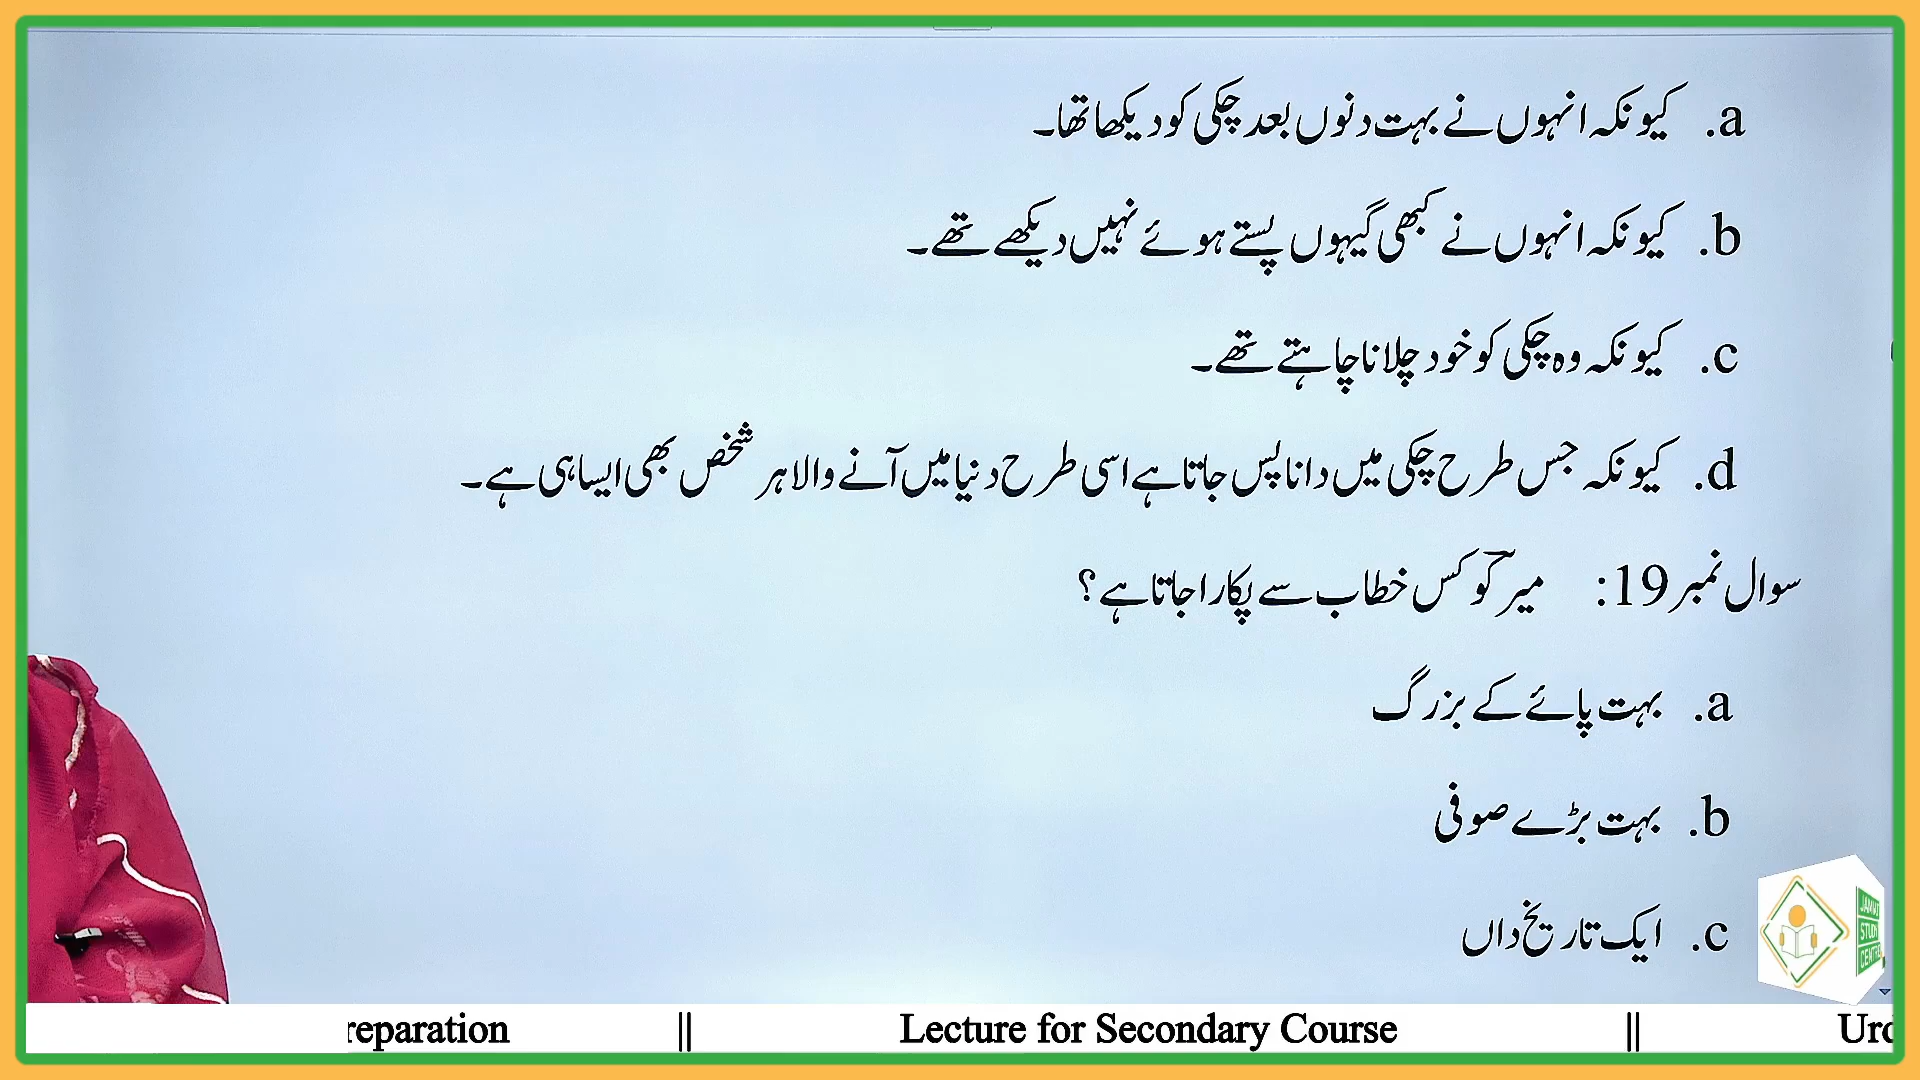 a. کیونکہ انہوں نے بہت دنوں بعد چکی کو دیکھا تھا۔
b. کیونکہ انہوں نے کبھی گیہوں پستے ہوئے نہیں دیکھے تھے۔
c. کیونکہ وہ چکی کو خود چلانا چاہتے تھے۔
d. کیونکہ جس طرح چکی میں دانا پس جاتا ہے اسی طرح دنیا میں آنے والا ہر شخص بھی ایسا ہی ہے۔
سوال نمبر 19: میرؔ کو کس خطاب سے پکارا جاتا ہے؟
a. بہت پائے کے بزرگ
b. بہت بڑے صوفی
c. ایک تاریخ داں
JAMIAT STUDY CENTRE
reparation || Lecture for Secondary Course || Urd